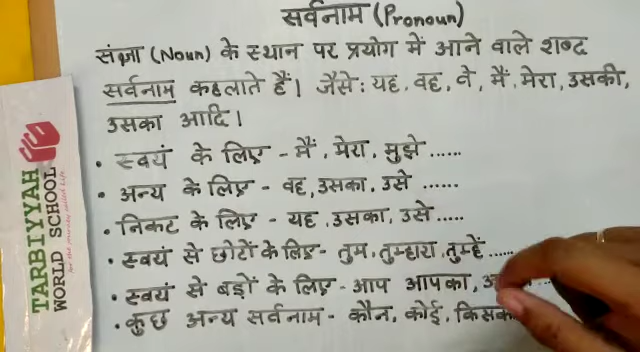 सर्वनाम (Pronoun)
संज्ञा (Noun) के स्थान पर प्रयोग में आने वाले शब्द
सर्वनाम कहलाते हैं। जैसे: यह, वह, वे, मैं, मेरा, उसकी,
उसका आदि।
• स्वयं के लिए - मैं, मेरा, मुझे ......
• अन्य के लिए - वह, उसका, उसे ......
• निकट के लिए - यह, उसका, उसे .....
• स्वयं से छोटों के लिए - तुम, तुम्हारा, तुम्हें ......
• स्वयं से बड़ों के लिए - आप आपका,
• कुछ अन्य सर्वनाम - कौन, कोई,
TARBIYYAH
WORLD SCHOOL